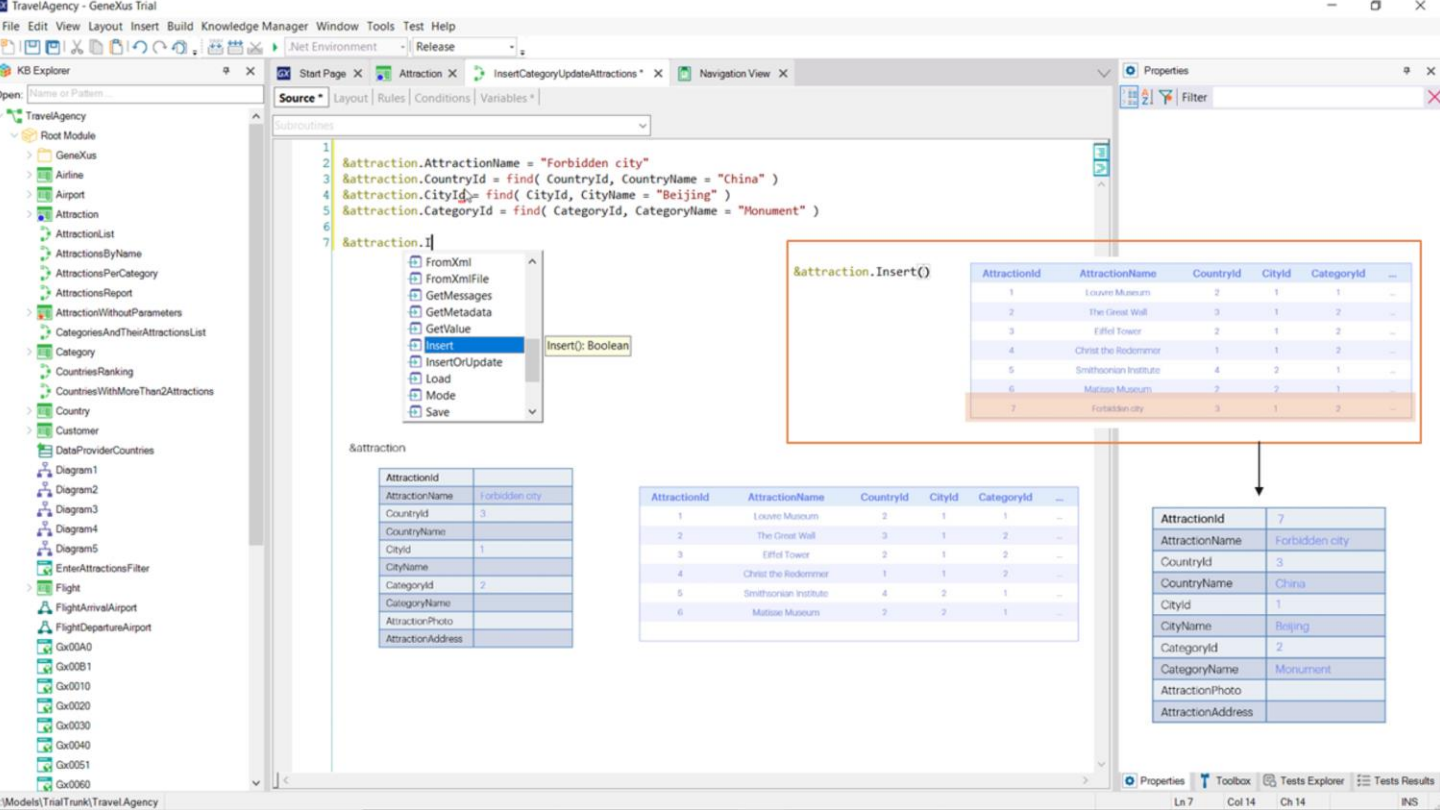 TravelAgency - GeneXus Trial
File Edit View Layout Insert Build Knowledge Manager Window Tools Test Help
.Net Environment Release
KB Explorer
Open: Name or Pattern...
TravelAgency
Root Module
GeneXus
Airline
Airport
Attraction
AttractionList
AttractionsByName
AttractionsPerCategory
AttractionsReport
AttractionWithoutParameters
CategoriesAndTheirAttractionsList
Category
CountriesRanking
CountriesWithMoreThan2Attractions
Country
Customer
DataProviderCountries
Diagram1
Diagram2
Diagram3
Diagram4
Diagram5
EnterAttractionsFilter
Flight
FlightArrivalAirport
FlightDepartureAirport
Gx00A0
Gx00B1
Gx0010
Gx0020
Gx0030
Gx0040
Gx0051
Gx0060
Start Page Attraction InsertCategoryUpdateAttractions * Navigation View
Source * Layout Rules Conditions Variables *
Subroutines
1
2 &attraction.AttractionName = "Forbidden city"
3 &attraction.CountryId = find( CountryId, CountryName = "China" )
4 &attraction.CityId = find( CityId, CityName = "Beijing" )
5 &attraction.CategoryId = find( CategoryId, CategoryName = "Monument" )
6
7 &attraction.I
FromXml
FromXmlFile
GetMessages
GetMetadata
GetValue
Insert
InsertOrUpdate
Load
Mode
Save
Insert(): Boolean
&attraction
AttractionId
AttractionName Forbidden city
CountryId 3
CountryName
CityId 1
CityName
CategoryId 2
CategoryName
AttractionPhoto
AttractionAddress
AttractionId AttractionName CountryId CityId CategoryId ...
1 Louvre Museum 2 1 1 ...
2 The Great Wall 3 1 2 ...
3 Eiffel Tower 2 1 2 ...
4 Christ the Redemmer 1 1 2 ...
5 Smithsonian Institute 4 2 1 ...
6 Matisse Museum 2 2 1 ...
&attraction.Insert()
AttractionId AttractionName CountryId CityId CategoryId ...
1 Louvre Museum 2 1 1 ...
2 The Great Wall 3 1 2 ...
3 Eiffel Tower 2 1 2 ...
4 Christ the Redemmer 1 1 2 ...
5 Smithsonian Institute 4 2 1 ...
6 Matisse Museum 2 2 1 ...
7 Forbidden city 3 1 2 ...
AttractionId 7
AttractionName Forbidden city
CountryId 3
CountryName China
CityId 1
CityName Beijing
CategoryId 2
CategoryName Monument
AttractionPhoto
AttractionAddress
Properties
Filter
Properties Toolbox Tests Explorer Tests Results
:\Models\TrialTrunk\Travel.Agency
Ln 7 Col 14 Ch 14 INS